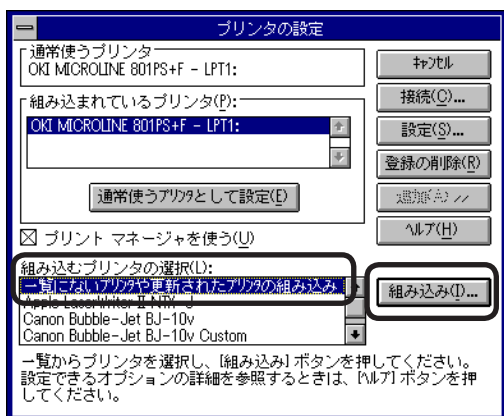 プリンタの設定
通常使うプリンタ
OKI MICROLINE 801PS+F - LPT1:
キャンセル
組み込まれているプリンタ(P):
OKI MICROLINE 801PS+F - LPT1:
接続(C)...
設定(S)...
登録の削除(R)
通常使うプリンタとして設定(E)
追加(A) >>
ヘルプ(H)
プリント マネージャを使う(U)
組み込むプリンタの選択(L):
一覧にないプリンタや更新されたプリンタの組み込み
組み込み(I)...
Apple LaserWriter II NTX-J
Canon Bubble-Jet BJ-10v
Canon Bubble-Jet BJ-10v Custom
一覧からプリンタを選択し、[組み込み] ボタンを押してください。
設定できるオプションの詳細を参照するときは、[ヘルプ] ボタンを押
してください。